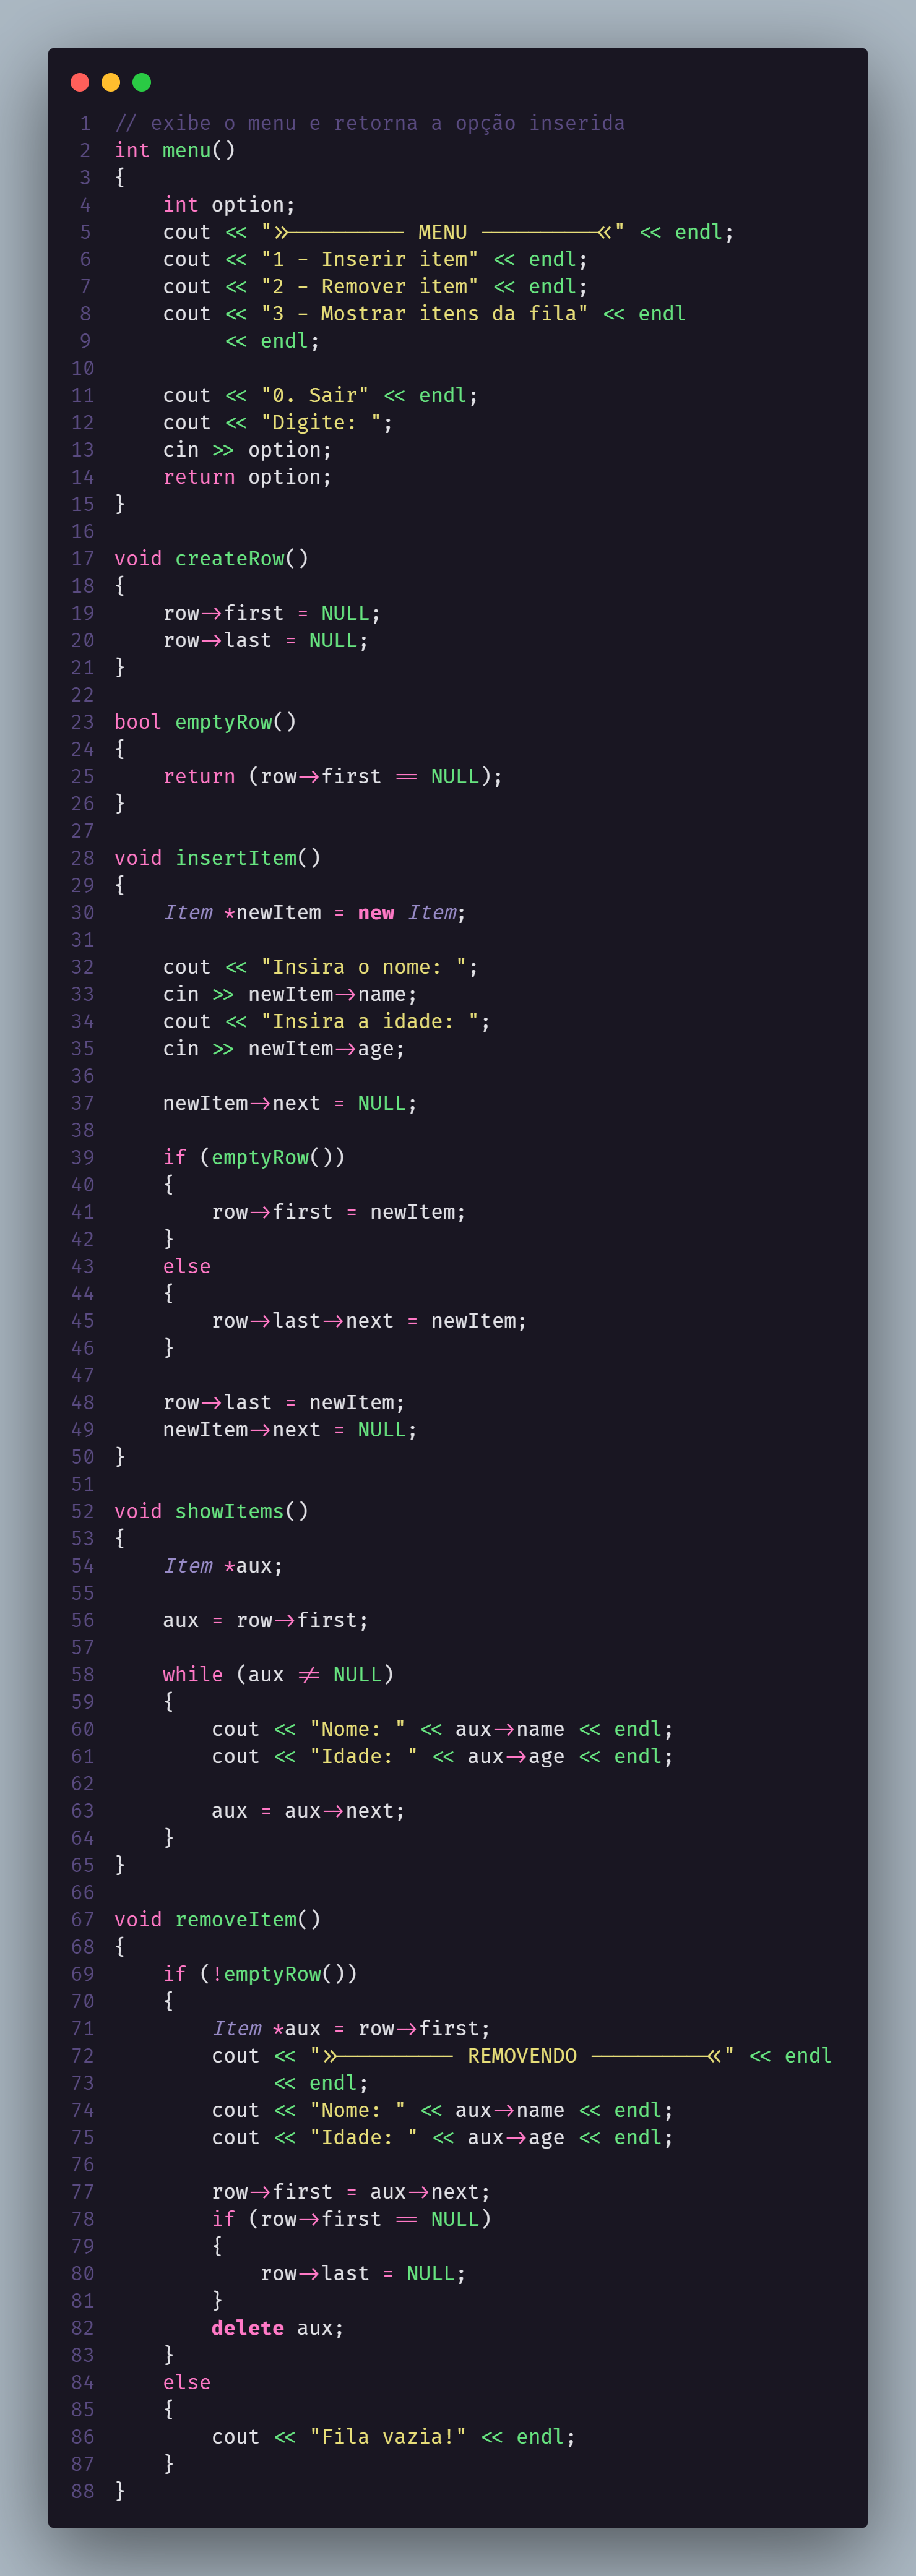 1 // exibe o menu e retorna a opção inserida
2 int menu()
3 {
4     int option;
5     cout << ">>---------- MENU ----------<<" << endl;
6     cout << "1 - Inserir item" << endl;
7     cout << "2 - Remover item" << endl;
8     cout << "3 - Mostrar itens da fila" << endl
9          << endl;
10
11     cout << "0. Sair" << endl;
12     cout << "Digite: ";
13     cin >> option;
14     return option;
15 }
16
17 void createRow()
18 {
19     row->first = NULL;
20     row->last = NULL;
21 }
22
23 bool emptyRow()
24 {
25     return (row->first == NULL);
26 }
27
28 void insertItem()
29 {
30     Item *newItem = new Item;
31
32     cout << "Insira o nome: ";
33     cin >> newItem->name;
34     cout << "Insira a idade: ";
35     cin >> newItem->age;
36
37     newItem->next = NULL;
38
39     if (emptyRow())
40     {
41         row->first = newItem;
42     }
43     else
44     {
45         row->last->next = newItem;
46     }
47
48     row->last = newItem;
49     newItem->next = NULL;
50 }
51
52 void showItems()
53 {
54     Item *aux;
55
56     aux = row->first;
57
58     while (aux != NULL)
59     {
60         cout << "Nome: " << aux->name << endl;
61         cout << "Idade: " << aux->age << endl;
62
63         aux = aux->next;
64     }
65 }
66
67 void removeItem()
68 {
69     if (!emptyRow())
70     {
71         Item *aux = row->first;
72         cout << ">>---------- REMOVENDO ----------<<" << endl
73              << endl;
74         cout << "Nome: " << aux->name << endl;
75         cout << "Idade: " << aux->age << endl;
76
77         row->first = aux->next;
78         if (row->first == NULL)
79         {
80             row->last = NULL;
81         }
82         delete aux;
83     }
84     else
85     {
86         cout << "Fila vazia!" << endl;
87     }
88 }